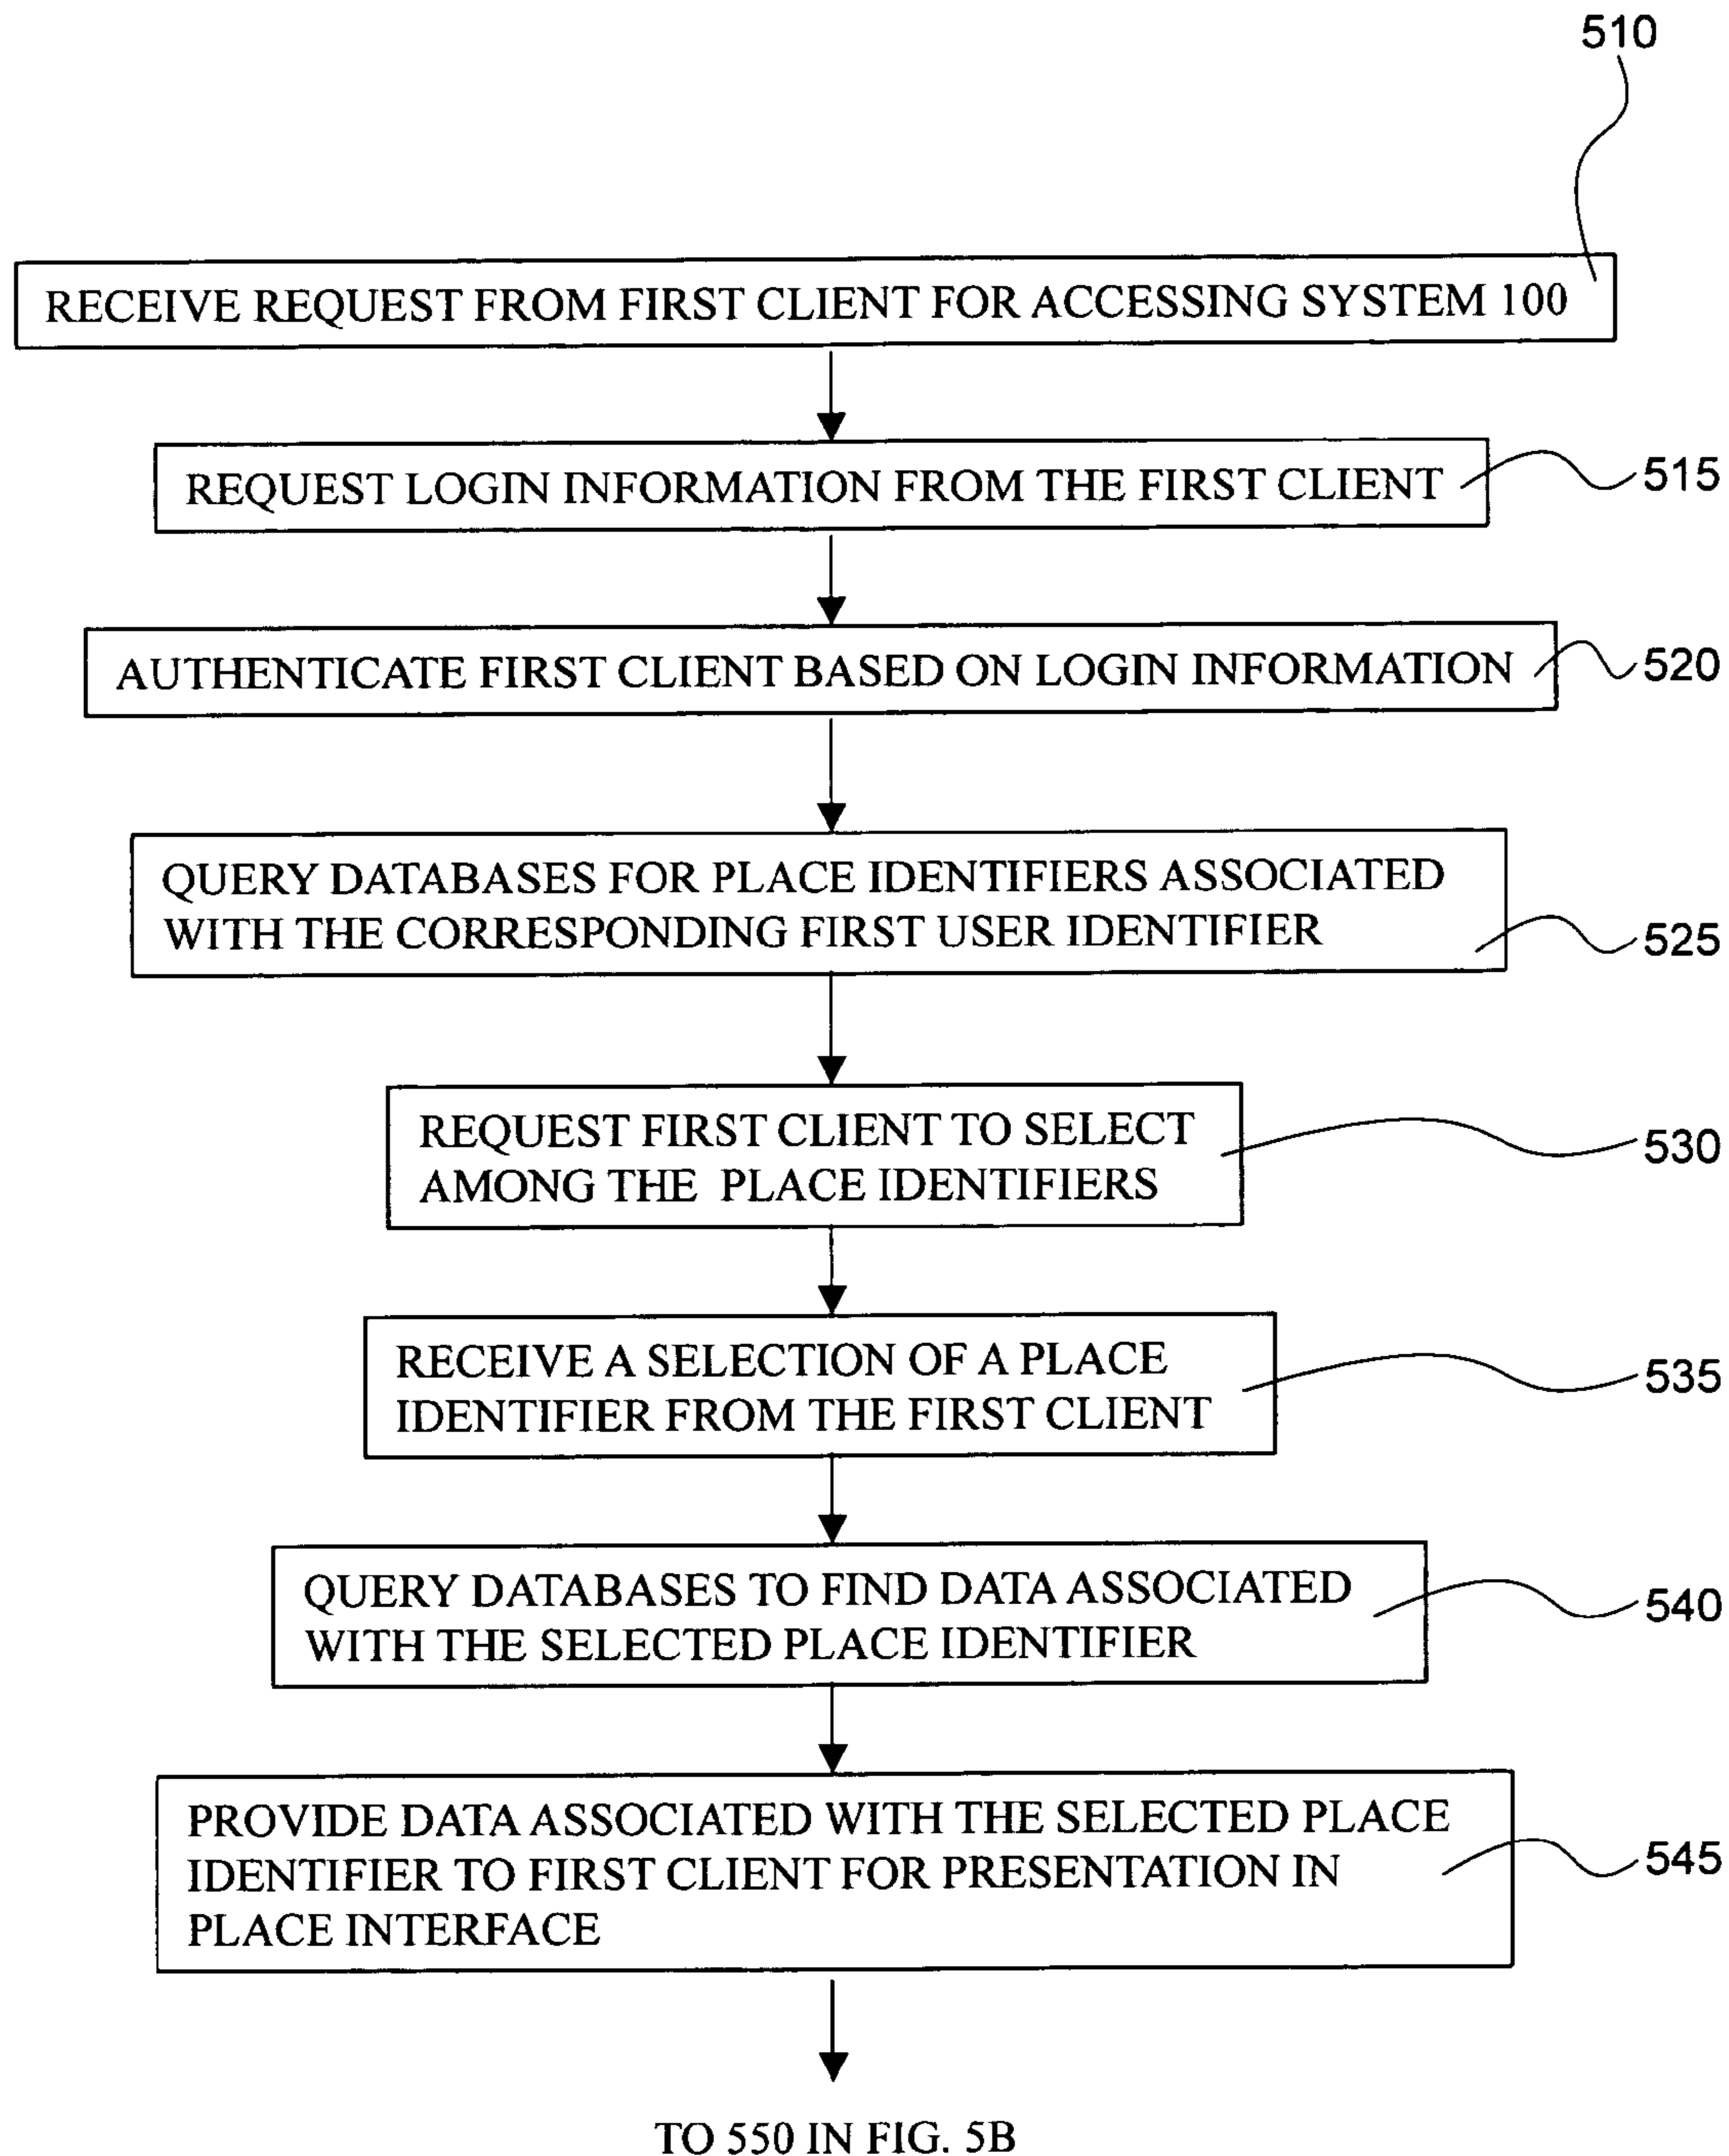 510
RECEIVE REQUEST FROM FIRST CLIENT FOR ACCESSING SYSTEM 100
REQUEST LOGIN INFORMATION FROM THE FIRST CLIENT
515
AUTHENTICATE FIRST CLIENT BASED ON LOGIN INFORMATION
520
QUERY DATABASES FOR PLACE IDENTIFIERS ASSOCIATED
WITH THE CORRESPONDING FIRST USER IDENTIFIER
525
REQUEST FIRST CLIENT TO SELECT
AMONG THE PLACE IDENTIFIERS
530
RECEIVE A SELECTION OF A PLACE
IDENTIFIER FROM THE FIRST CLIENT
535
QUERY DATABASES TO FIND DATA ASSOCIATED
WITH THE SELECTED PLACE IDENTIFIER
540
PROVIDE DATA ASSOCIATED WITH THE SELECTED PLACE
IDENTIFIER TO FIRST CLIENT FOR PRESENTATION IN
PLACE INTERFACE
545
TO 550 IN FIG. 5B